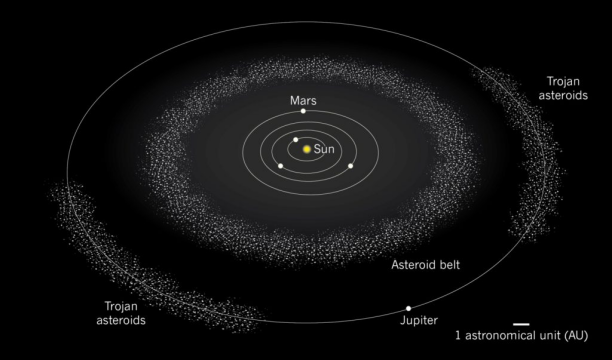 Trojan
asteroids
Mars
Sun
Asteroid belt
Trojan
asteroids
Jupiter
1 astronomical unit (AU)